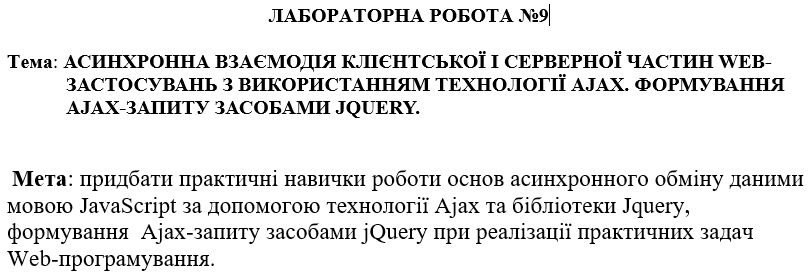 ЛАБОРАТОРНА РОБОТА №9
Тема: АСИНХРОННА ВЗАЄМОДІЯ КЛІЄНТСЬКОЇ І СЕРВЕРНОЇ ЧАСТИН WEB-
ЗАСТОСУВАНЬ З ВИКОРИСТАННЯМ ТЕХНОЛОГІЇ AJAX. ФОРМУВАННЯ
AJAX-ЗАПИТУ ЗАСОБАМИ JQUERY.
Мета: придбати практичні навички роботи основ асинхронного обміну даними
мовою JavaScript за допомогою технології Ajax та бібліотеки Jquery,
формування Ajax-запиту засобами jQuery при реалізації практичних задач
Web-програмування.